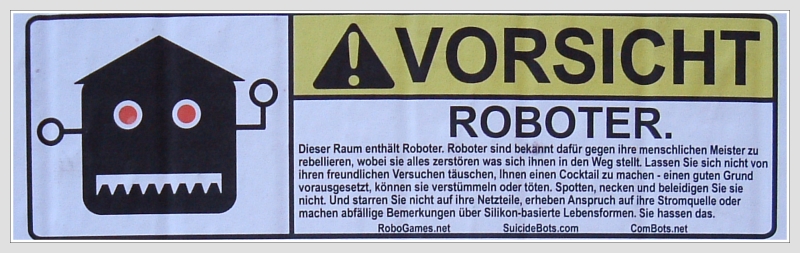 VORSICHT
ROBOTER.
Dieser Raum enthält Roboter. Roboter sind bekannt dafür gegen ihre menschlichen Meister zu
rebellieren, wobei sie alles zerstören was sich ihnen in den Weg stellt. Lassen Sie sich nicht von
ihren freundlichen Versuchen täuschen, Ihnen einen Cocktail zu machen - einen guten Grund
vorausgesetzt, können sie verstümmeln oder töten. Spotten, necken und beleidigen Sie sie
nicht. Und starren Sie nicht auf ihre Netzteile, erheben Anspruch auf ihre Stromquelle oder
machen abfällige Bemerkungen über Silikon-basierte Lebensformen. Sie hassen das.
RoboGames.net SuicideBots.com ComBots.net